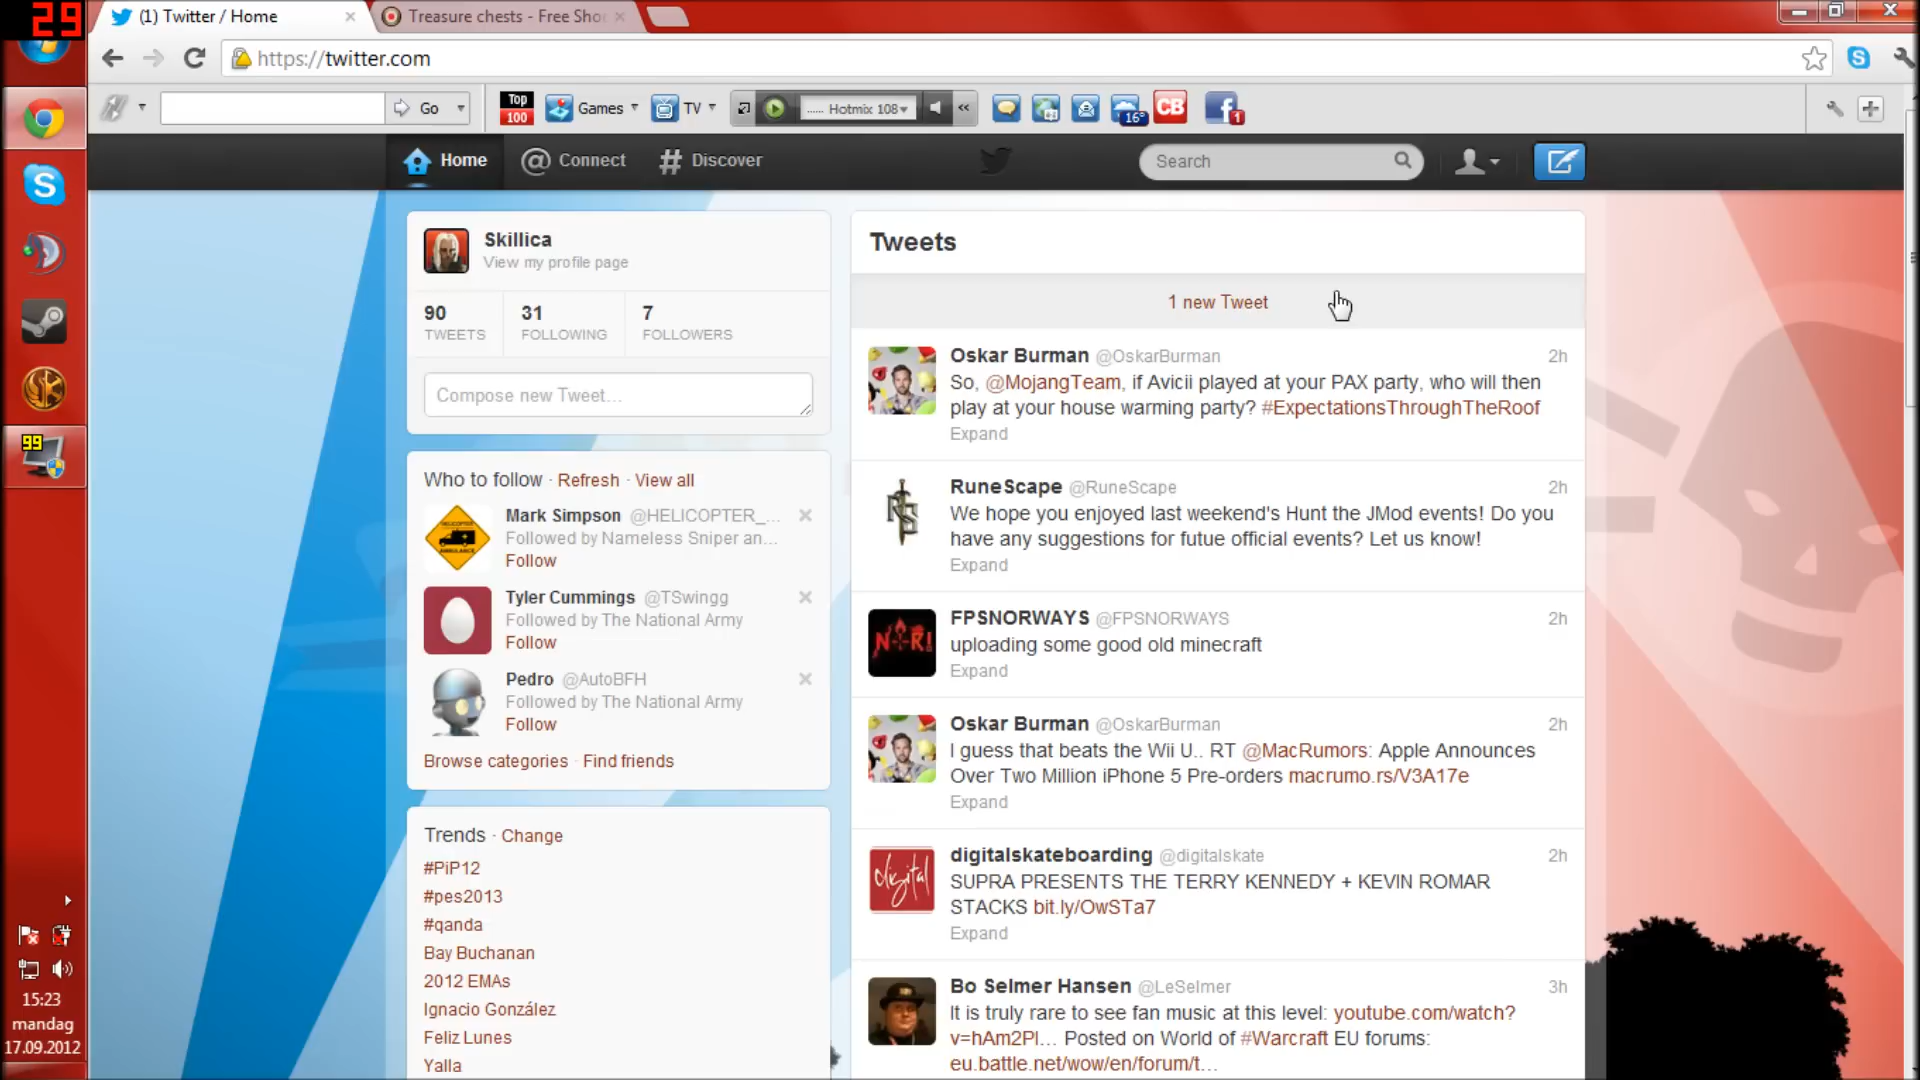 29
(1) Twitter / Home
Treasure chests - Free Sho
https://twitter.com
Go
Top 100
Games
TV
...... Hotmix 108
16°
CB
f 1
Home
Connect
Discover
Search
Skillica
View my profile page
90
TWEETS
31
FOLLOWING
7
FOLLOWERS
Compose new Tweet...
Who to follow · Refresh · View all
Mark Simpson @HELICOPTER_...
Followed by Nameless Sniper an...
Follow
Tyler Cummings @TSwingg
Followed by The National Army
Follow
Pedro @AutoBFH
Followed by The National Army
Follow
Browse categories · Find friends
Trends · Change
#PiP12
#pes2013
#qanda
Bay Buchanan
2012 EMAs
Ignacio González
Feliz Lunes
Yalla
Tweets
1 new Tweet
Oskar Burman @OskarBurman 2h
So, @MojangTeam, if Avicii played at your PAX party, who will then
play at your house warming party? #ExpectationsThroughTheRoof
Expand
RuneScape @RuneScape 2h
We hope you enjoyed last weekend's Hunt the JMod events! Do you
have any suggestions for futue official events? Let us know!
Expand
FPSNORWAYS @FPSNORWAYS 2h
uploading some good old minecraft
Expand
Oskar Burman @OskarBurman 2h
I guess that beats the Wii U.. RT @MacRumors: Apple Announces
Over Two Million iPhone 5 Pre-orders macrumo.rs/V3A17e
Expand
digital
digitalskateboarding @digitalskate 2h
SUPRA PRESENTS THE TERRY KENNEDY + KEVIN ROMAR
STACKS bit.ly/OwSTa7
Expand
Bo Selmer Hansen @LeSelmer 3h
It is truly rare to see fan music at this level: youtube.com/watch?
v=hAm2Pl... Posted on World of #Warcraft EU forums:
eu.battle.net/wow/en/forum/t...
99
15:23
mandag
17.09.2012